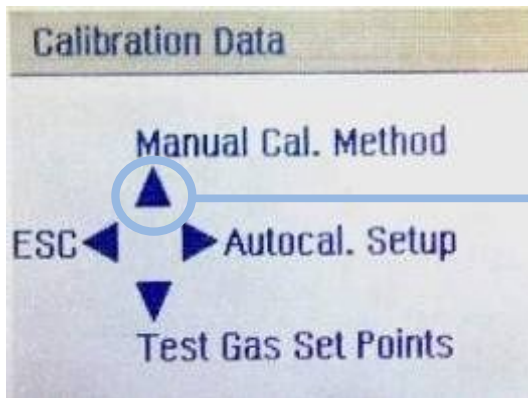 Calibration Data
Manual Cal. Method
ESC Autocal. Setup
Test Gas Set Points